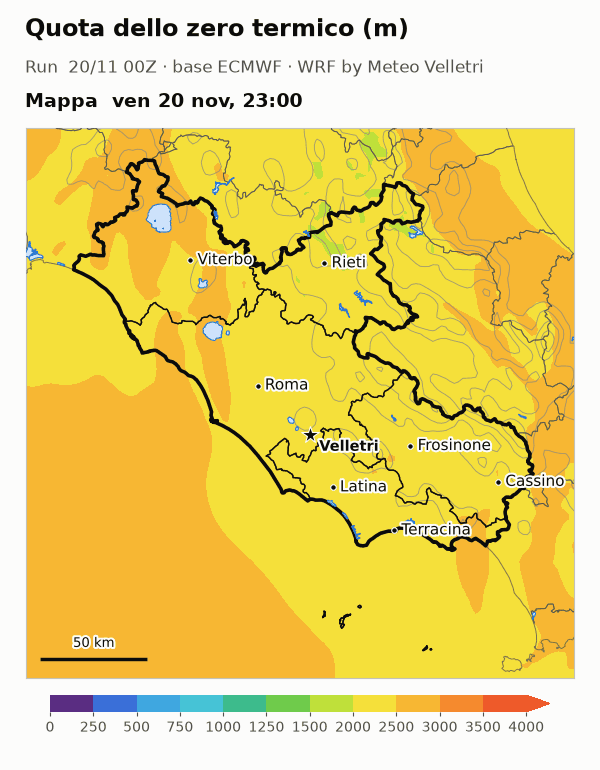 Quota dello zero termico (m)
Run  20/11 00Z · base ECMWF · WRF by Meteo Velletri
Mappa  ven 20 nov, 23:00
Viterbo
Rieti
Roma
Velletri
Frosinone
Latina
Cassino
Terracina
50 km
0 250 500 750 1000 1250 1500 2000 2500 3000 3500 4000